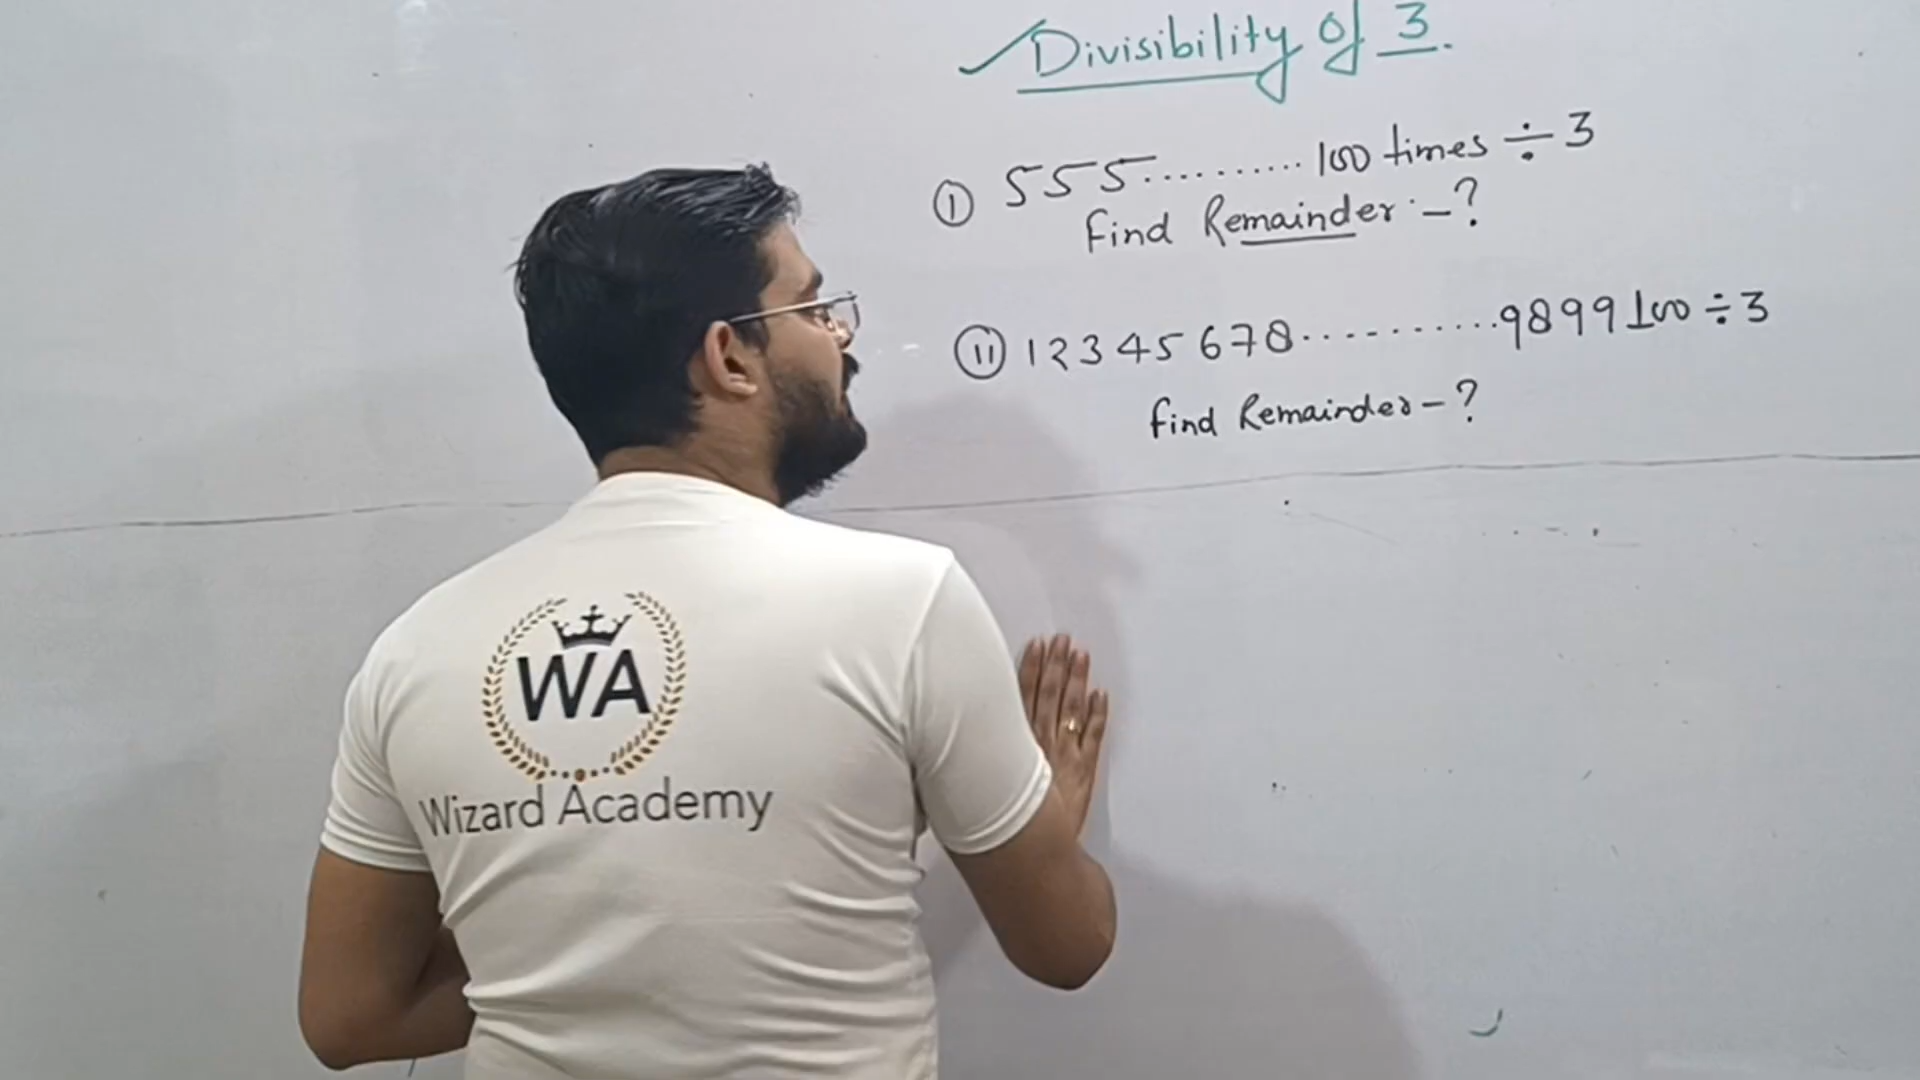 Divisibility of 3.
① 555.......... 100 times ÷ 3
Find Remainder - ?
⑪ 12345678...........9899100 ÷ 3
find Remainder - ?
WA
Wizard Academy